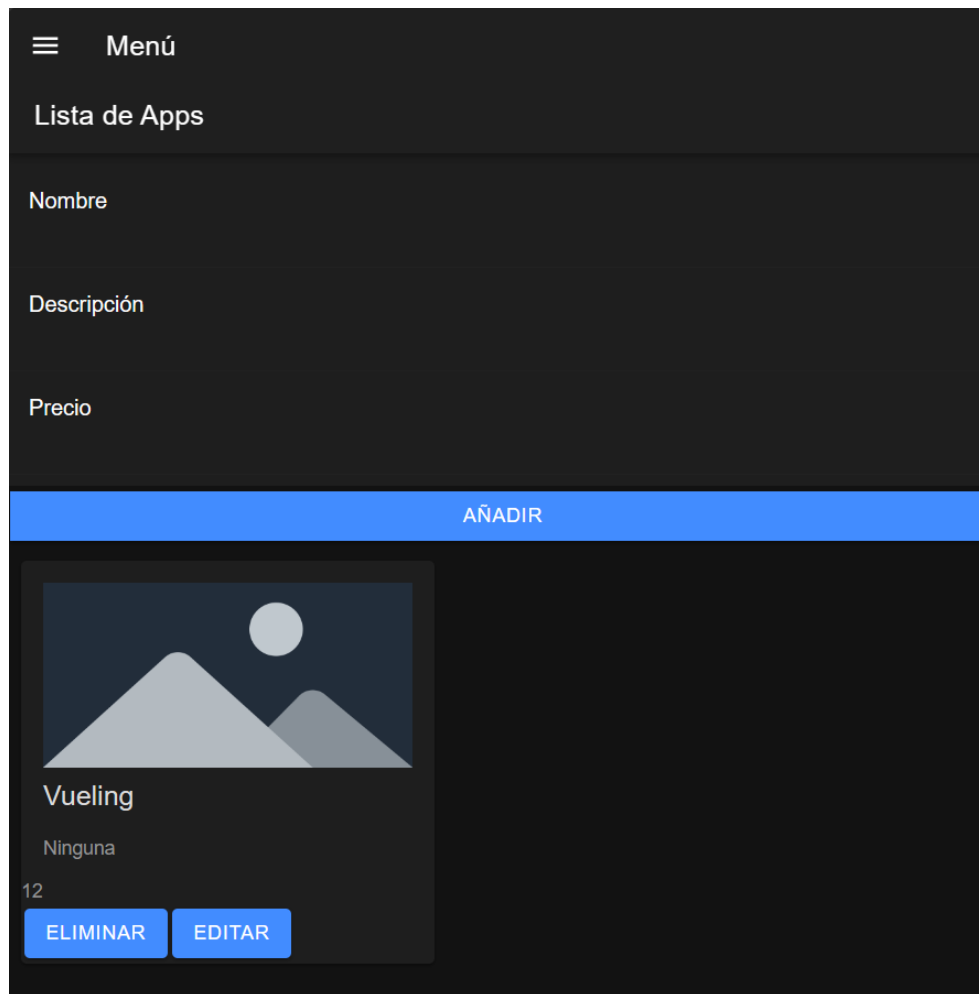 Menú
Lista de Apps
Nombre
Descripción
Precio
AÑADIR
Vueling
Ninguna
12
ELIMINAR EDITAR